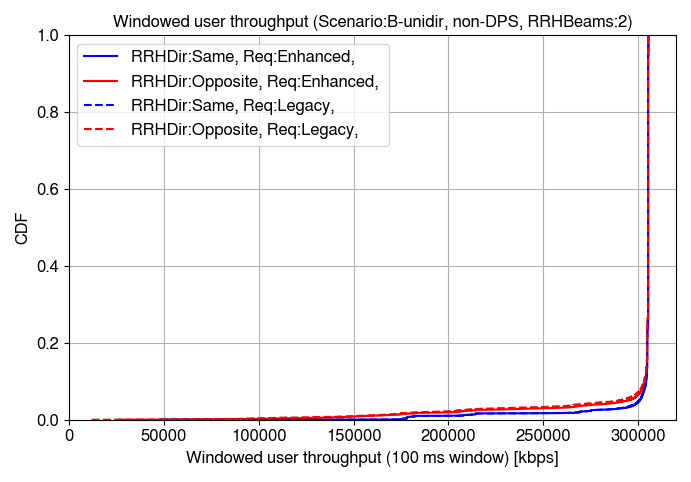 Windowed user throughput (Scenario:B-unidir, non-DPS, RRHBeams:2)
1.0
RRHDir:Same, Req:Enhanced,
RRHDir:Opposite, Req:Enhanced,
RRHDir:Same, Req:Legacy,
RRHDir:Opposite, Req:Legacy,
0.8
0.6
CDF
0.4
0.2
0.0
0 50000 100000 150000 200000 250000 300000
Windowed user throughput (100 ms window) [kbps]